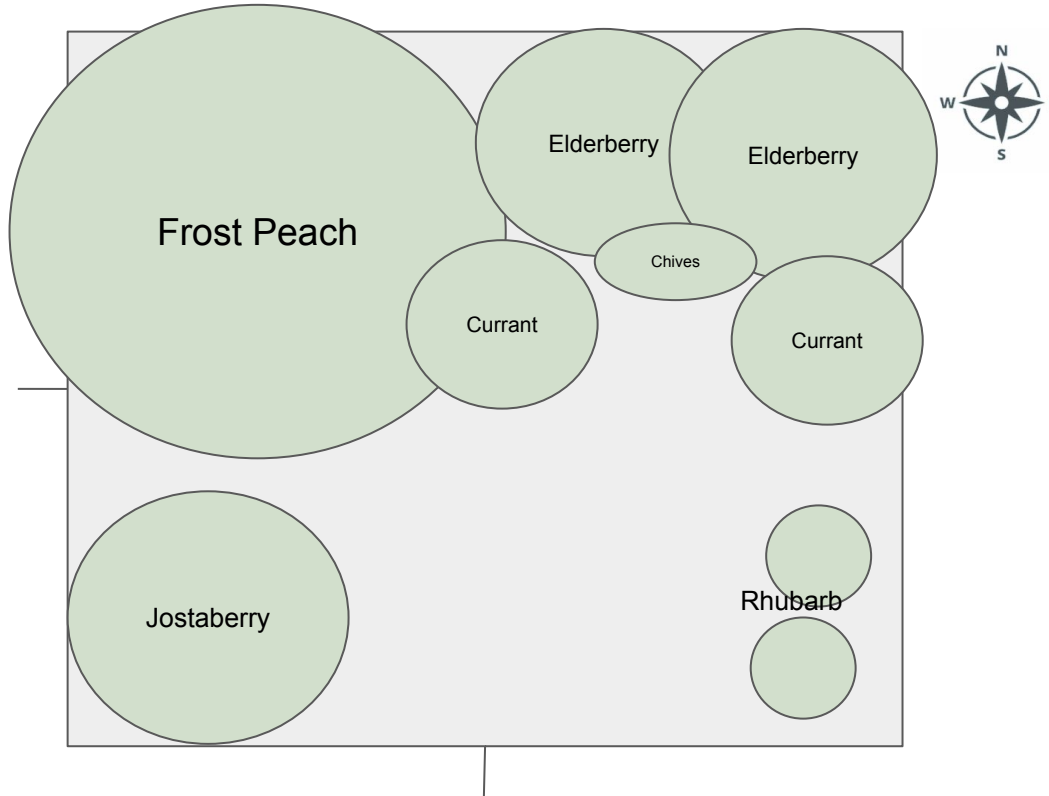 N
W
S
Elderberry
Elderberry
Frost Peach
Chives
Currant
Currant
Rhubarb
Jostaberry